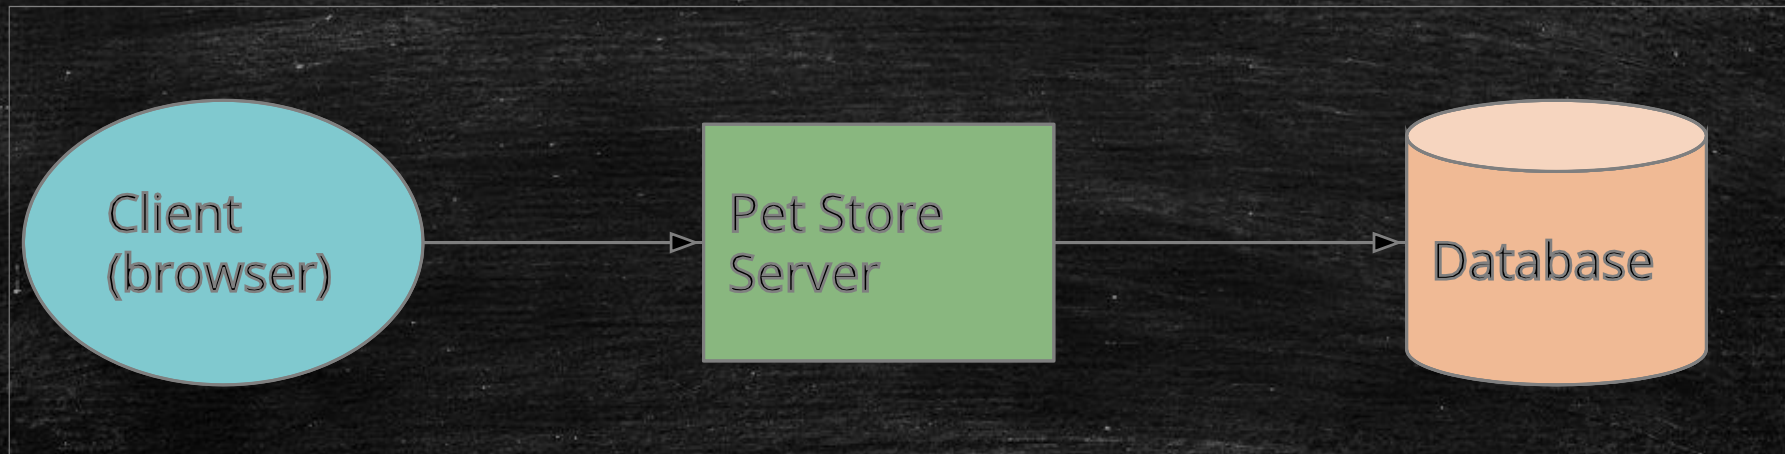 Client
(browser)
Pet Store
Server
Database